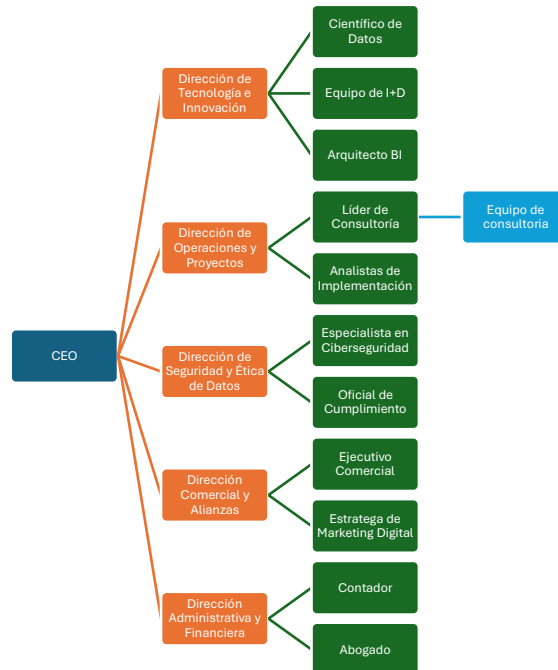 CEO
Dirección de
Tecnología e
Innovación
Científico de
Datos
Equipo de I+D
Arquitecto BI
Dirección de
Operaciones y
Proyectos
Líder de
Consultoría
Equipo de
consultoria
Analistas de
Implementación
Dirección de
Seguridad y Ética
de Datos
Especialista en
Ciberseguridad
Oficial de
Cumplimiento
Dirección
Comercial y
Alianzas
Ejecutivo
Comercial
Estratega de
Marketing Digital
Dirección
Administrativa y
Financiera
Contador
Abogado